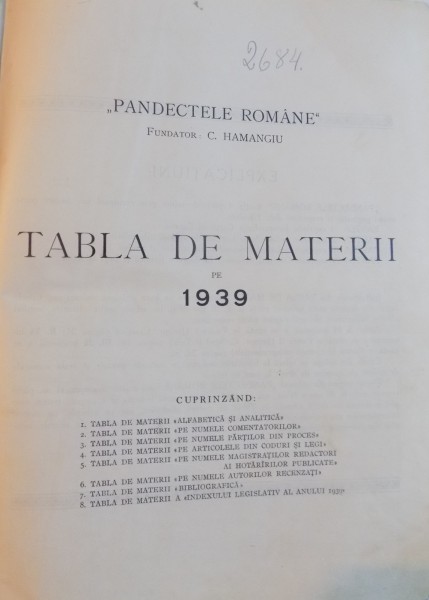 2684.
„PANDECTELE ROMÂNE"
FUNDATOR: C. HAMANGIU
TABLA DE MATERII
PE
1939
CUPRINZÂND:
1. TABLA DE MATERII «ALFABETICĂ ȘI ANALITICĂ»
2. TABLA DE MATERII «PE NUMELE COMENTATORILOR»
3. TABLA DE MATERII «PE NUMELE PĂRȚILOR DIN PROCES»
4. TABLA DE MATERII «PE ARTICOLELE DIN CODURI ȘI LEGI»
5. TABLA DE MATERII «PE NUMELE MAGISTRAȚILOR REDACTORI
AI HOTĂRÎRILOR PUBLICATE»
6. TABLA DE MATERII «PE NUMELE AUTORILOR RECENZAȚI»
7. TABLA DE MATERII «BIBLIOGRAFICĂ»
8. TABLA DE MATERII A «INDEXULUI LEGISLATIV AL ANULUI 1939»